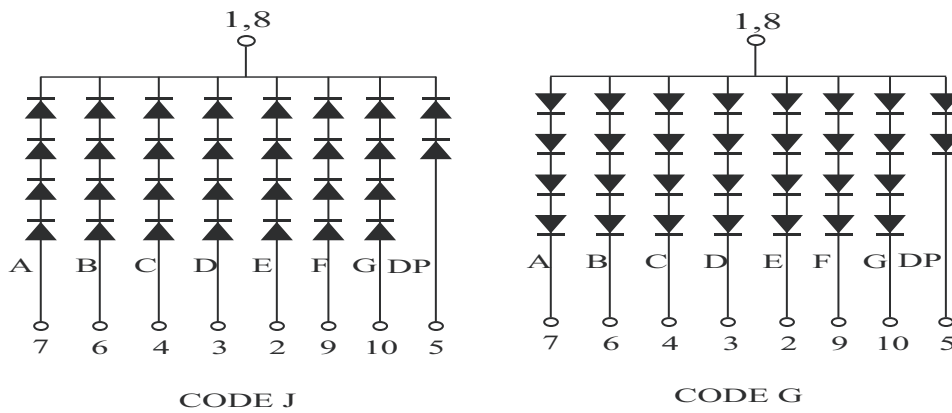 1,8 1,8
A B C D E F G DP A B C D E F G DP
7 6 4 3 2 9 10 5 7 6 4 3 2 9 10 5
CODE J CODE G